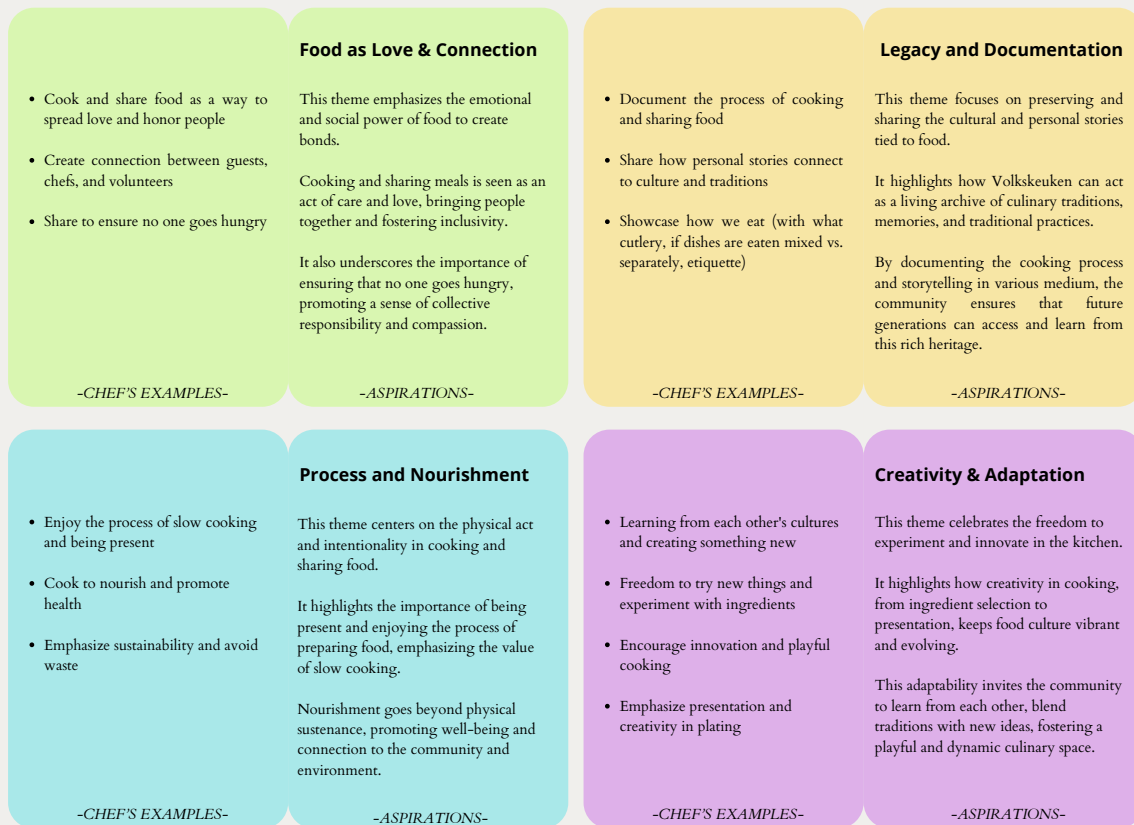 • Cook and share food as a way to
spread love and honor people
• Create connection between guests,
chefs, and volunteers
• Share to ensure no one goes hungry
-CHEF'S EXAMPLES-
Food as Love & Connection
This theme emphasizes the emotional
and social power of food to create
bonds.
Cooking and sharing meals is seen as an
act of care and love, bringing people
together and fostering inclusivity.
It also underscores the importance of
ensuring that no one goes hungry,
promoting a sense of collective
responsibility and compassion.
-ASPIRATIONS-
• Document the process of cooking
and sharing food
• Share how personal stories connect
to culture and traditions
• Showcase how we eat (with what
cutlery, if dishes are eaten mixed vs.
separately, etiquette)
-CHEF'S EXAMPLES-
Legacy and Documentation
This theme focuses on preserving and
sharing the cultural and personal stories
tied to food.
It highlights how Volkskeuken can act
as a living archive of culinary traditions,
memories, and traditional practices.
By documenting the cooking process
and storytelling in various medium, the
community ensures that future
generations can access and learn from
this rich heritage.
-ASPIRATIONS-
• Enjoy the process of slow cooking
and being present
• Cook to nourish and promote
health
• Emphasize sustainability and avoid
waste
-CHEF'S EXAMPLES-
Process and Nourishment
This theme centers on the physical act
and intentionality in cooking and
sharing food.
It highlights the importance of being
present and enjoying the process of
preparing food, emphasizing the value
of slow cooking.
Nourishment goes beyond physical
sustenance, promoting well-being and
connection to the community and
environment.
-ASPIRATIONS-
• Learning from each other's cultures
and creating something new
• Freedom to try new things and
experiment with ingredients
• Encourage innovation and playful
cooking
• Emphasize presentation and
creativity in plating
-CHEF'S EXAMPLES-
Creativity & Adaptation
This theme celebrates the freedom to
experiment and innovate in the kitchen.
It highlights how creativity in cooking,
from ingredient selection to
presentation, keeps food culture vibrant
and evolving.
This adaptability invites the community
to learn from each other, blend
traditions with new ideas, fostering a
playful and dynamic culinary space.
-ASPIRATIONS-